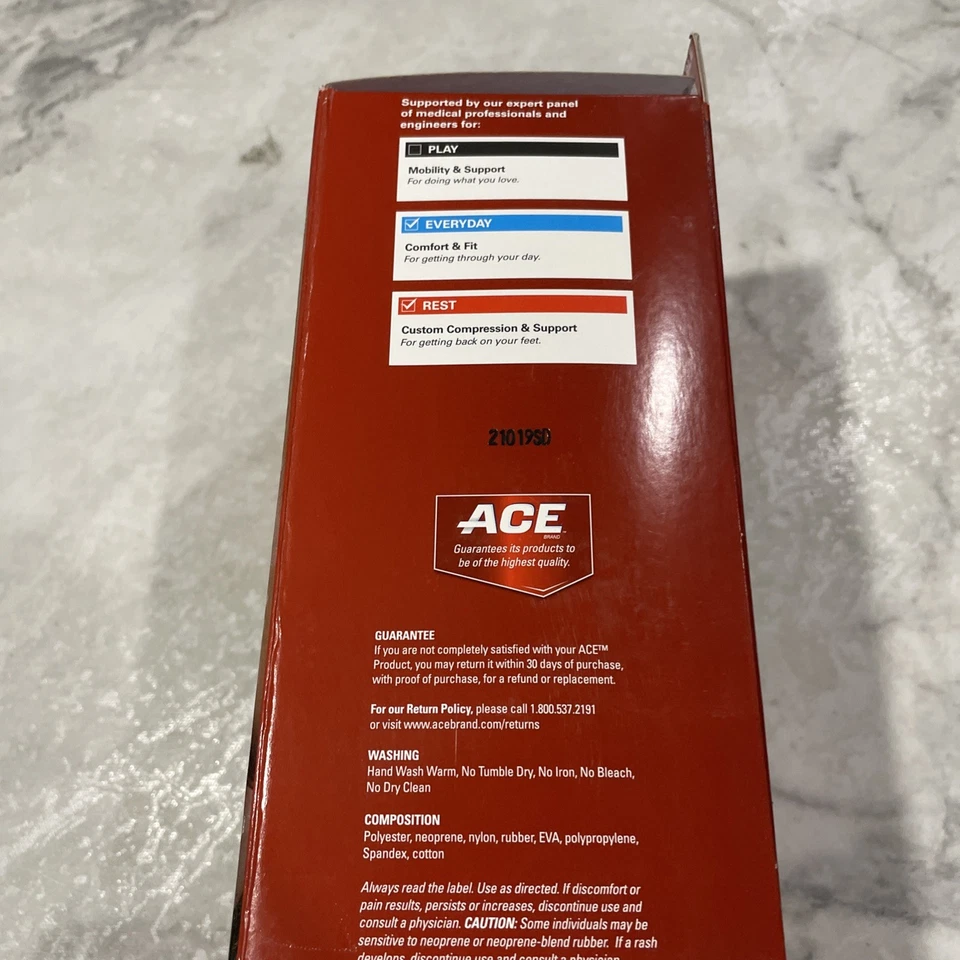 Supported by our expert panel
of medical professionals and
engineers for:
PLAY
Mobility & Support
For doing what you love.
EVERYDAY
Comfort & Fit
For getting through your day.
REST
Custom Compression & Support
For getting back on your feet.
21019SD
ACE™
BRAND
Guarantees its products to
be of the highest quality.
GUARANTEE
If you are not completely satisfied with your ACE™
Product, you may return it within 30 days of purchase,
with proof of purchase, for a refund or replacement.
For our Return Policy, please call 1.800.537.2191
or visit www.acebrand.com/returns
WASHING
Hand Wash Warm, No Tumble Dry, No Iron, No Bleach,
No Dry Clean
COMPOSITION
Polyester, neoprene, nylon, rubber, EVA, polypropylene,
Spandex, cotton
Always read the label. Use as directed. If discomfort or
pain results, persists or increases, discontinue use and
consult a physician. CAUTION: Some individuals may be
sensitive to neoprene or neoprene-blend rubber. If a rash
develops, discontinue use and consult a physician.